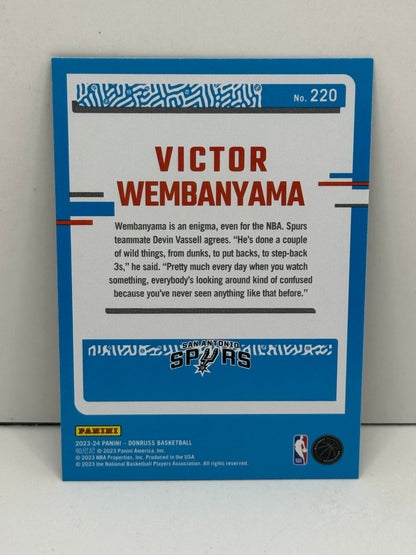 No. 220
VICTOR
WEMBANYAMA
Wembanyama is an enigma, even for the NBA. Spurs
teammate Devin Vassell agrees. “He's done a couple
of wild things, from dunks, to put backs, to step-back
3s,” he said. “Pretty much every day when you watch
something, everybody's looking around kind of confused
because you've never seen anything like that before.”
SAN ANTONIO
SPURS
PANINI
2023-24 PANINI – DONRUSS BASKETBALL
© 2023 Panini America, Inc.
© 2023 NBA Properties, Inc. Produced in the USA
© 2023 the National Basketball Players Association. All rights reserved.